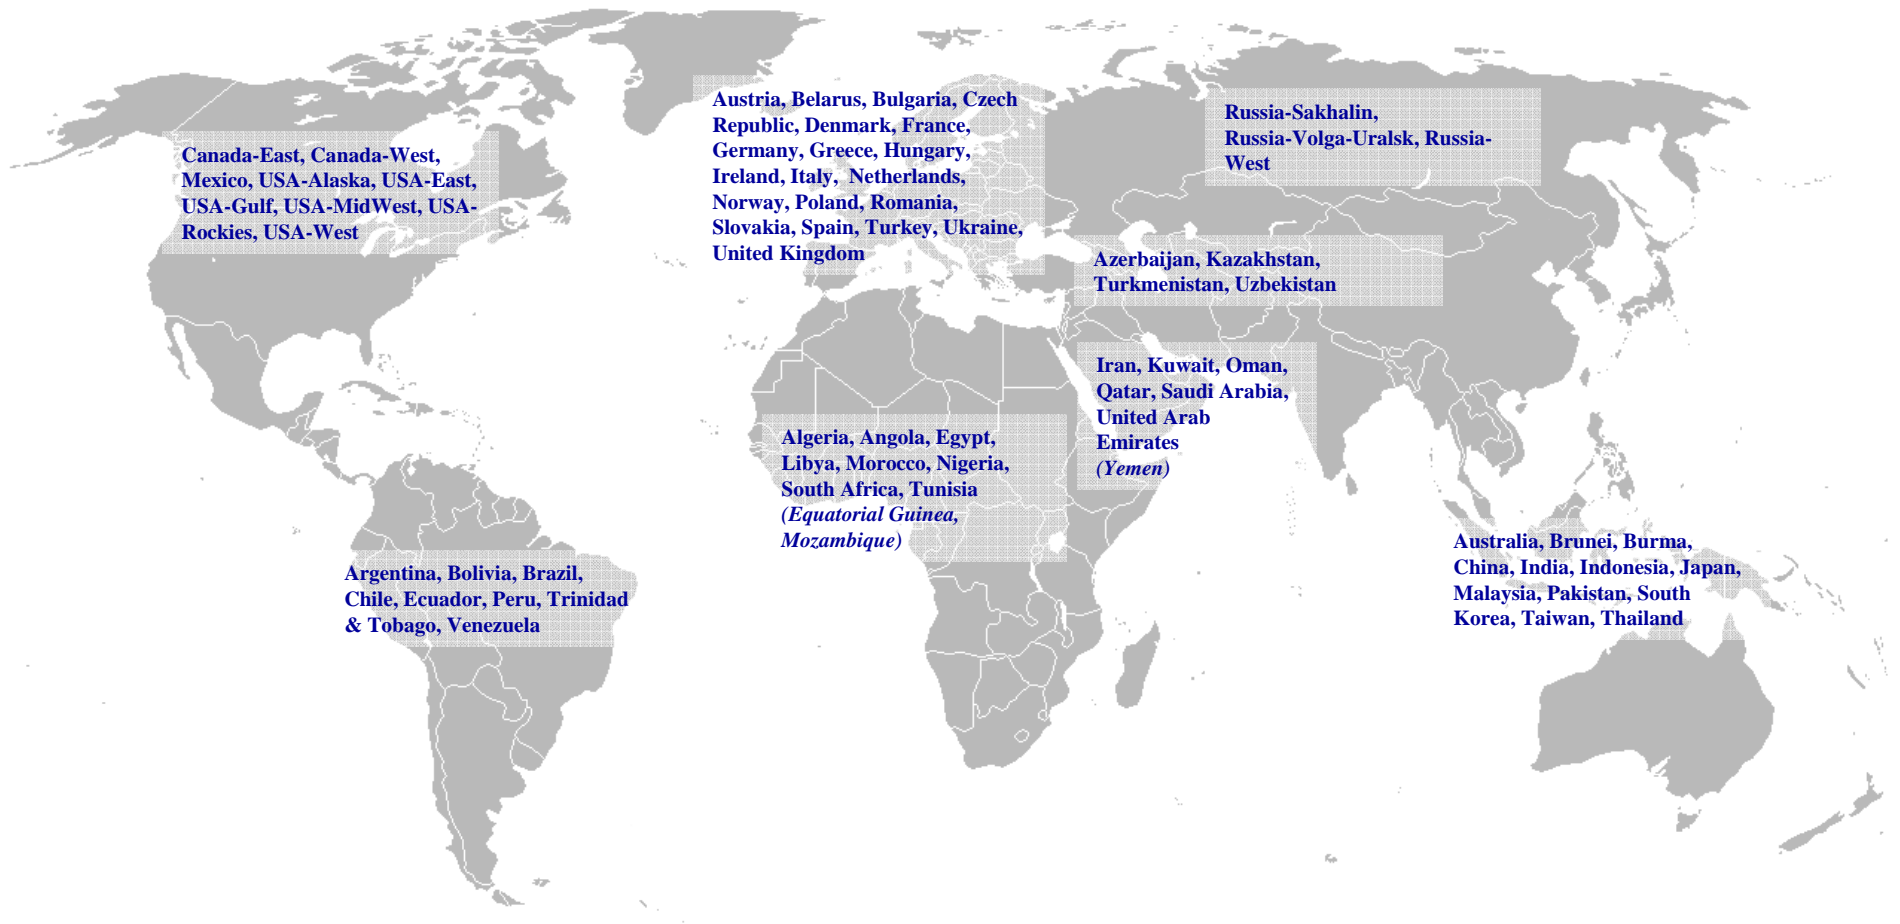 Canada-East, Canada-West,
Mexico, USA-Alaska, USA-East,
USA-Gulf, USA-MidWest, USA-
Rockies, USA-West
Austria, Belarus, Bulgaria, Czech
Republic, Denmark, France,
Germany, Greece, Hungary,
Ireland, Italy, Netherlands,
Norway, Poland, Romania,
Slovakia, Spain, Turkey, Ukraine,
United Kingdom
Russia-Sakhalin,
Russia-Volga-Uralsk, Russia-
West
Azerbaijan, Kazakhstan,
Turkmenistan, Uzbekistan
Iran, Kuwait, Oman,
Qatar, Saudi Arabia,
United Arab
Emirates
(Yemen)
Algeria, Angola, Egypt,
Libya, Morocco, Nigeria,
South Africa, Tunisia
(Equatorial Guinea,
Mozambique)
Argentina, Bolivia, Brazil,
Chile, Ecuador, Peru, Trinidad
& Tobago, Venezuela
Australia, Brunei, Burma,
China, India, Indonesia, Japan,
Malaysia, Pakistan, South
Korea, Taiwan, Thailand